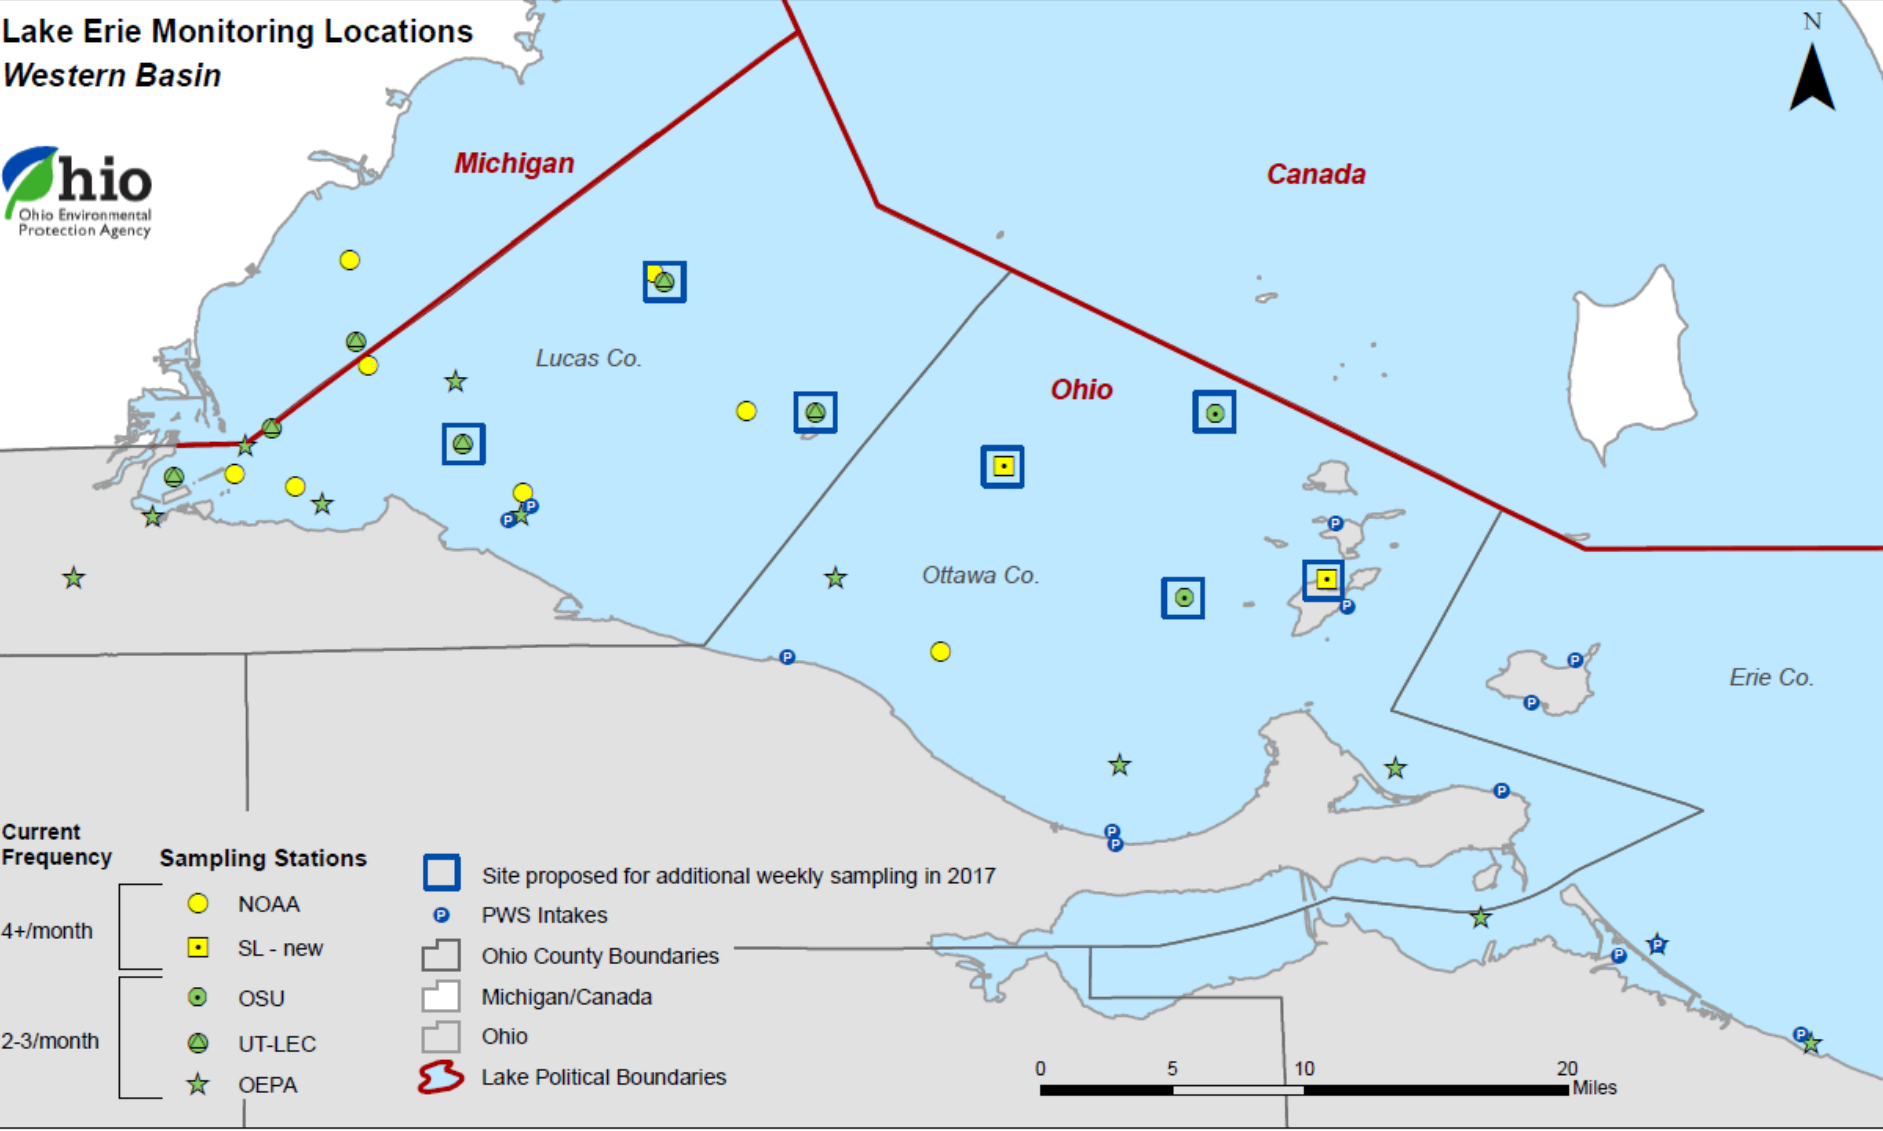 Lake Erie Monitoring Locations
Western Basin
N
hio
Ohio Environmental
Protection Agency
Michigan
Canada
Lucas Co.
Ohio
Ottawa Co.
Erie Co.
P
P
P
P
P
P
P
P
P
P
P
P
P
P
Current
Frequency
Sampling Stations
4+/month
NOAA
SL - new
2-3/month
OSU
UT-LEC
OEPA
Site proposed for additional weekly sampling in 2017
P PWS Intakes
Ohio County Boundaries
Michigan/Canada
Ohio
Lake Political Boundaries
0 5 10 20
Miles